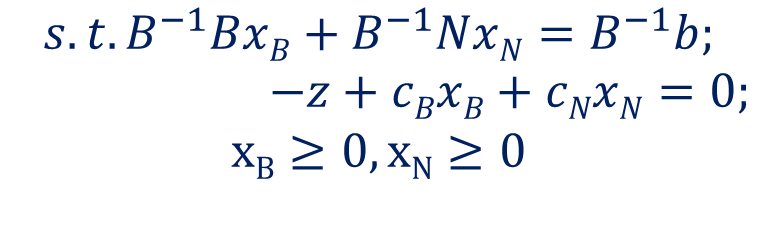 s.t.B⁻¹Bx_B + B⁻¹Nx_N = B⁻¹b;
−z + c_Bx_B + c_Nx_N = 0;
x_B ≥ 0, x_N ≥ 0